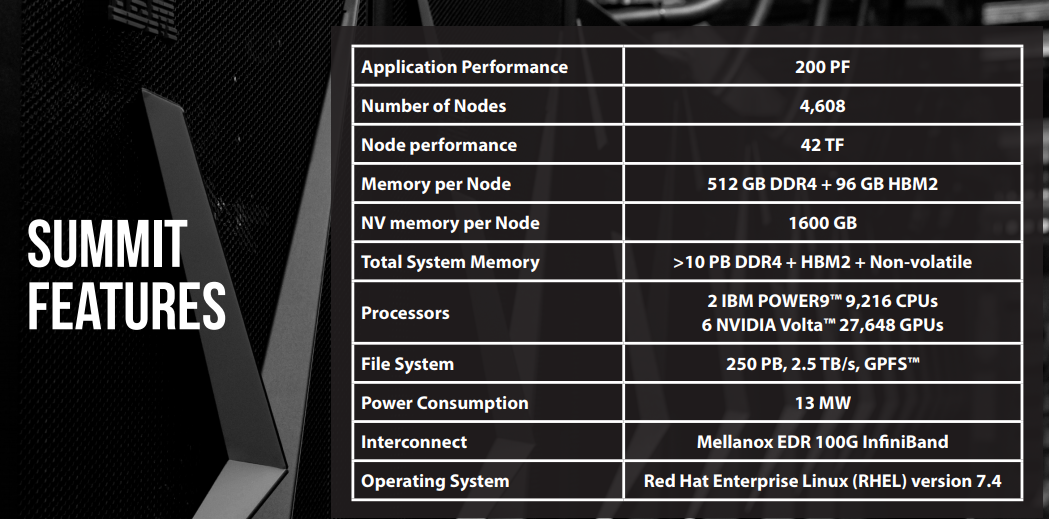 IBM
SUMMIT
FEATURES
Application Performance 200 PF
Number of Nodes 4,608
Node performance 42 TF
Memory per Node 512 GB DDR4 + 96 GB HBM2
NV memory per Node 1600 GB
Total System Memory >10 PB DDR4 + HBM2 + Non-volatile
Processors 2 IBM POWER9™ 9,216 CPUs
6 NVIDIA Volta™ 27,648 GPUs
File System 250 PB, 2.5 TB/s, GPFS™
Power Consumption 13 MW
Interconnect Mellanox EDR 100G InfiniBand
Operating System Red Hat Enterprise Linux (RHEL) version 7.4